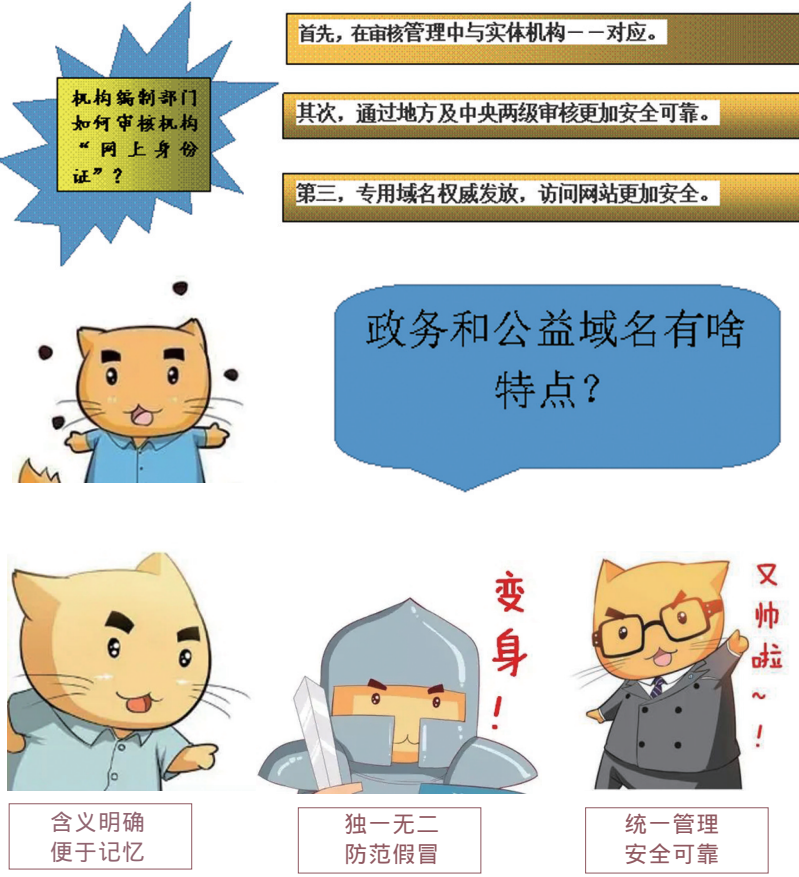 机构编制部门
如何审核机构
“网上身份
证”?
首先，在审核管理中与实体机构－－对应。
其次，通过地方及中央两级审核更加安全可靠。
第三，专用域名权威发放，访问网站更加安全。
政务和公益域名有啥
特点?
变身！
又帅啦~！
含义明确
便于记忆
独一无二
防范假冒
统一管理
安全可靠